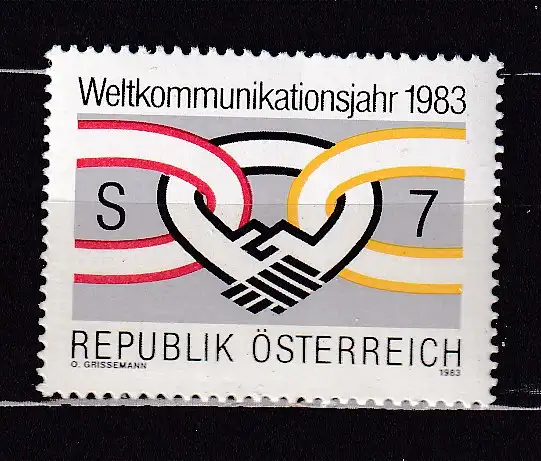 Weltkommunikationsjahr 1983
S 7
REPUBLIK ÖSTERREICH
O. GRISSEMANN 1983